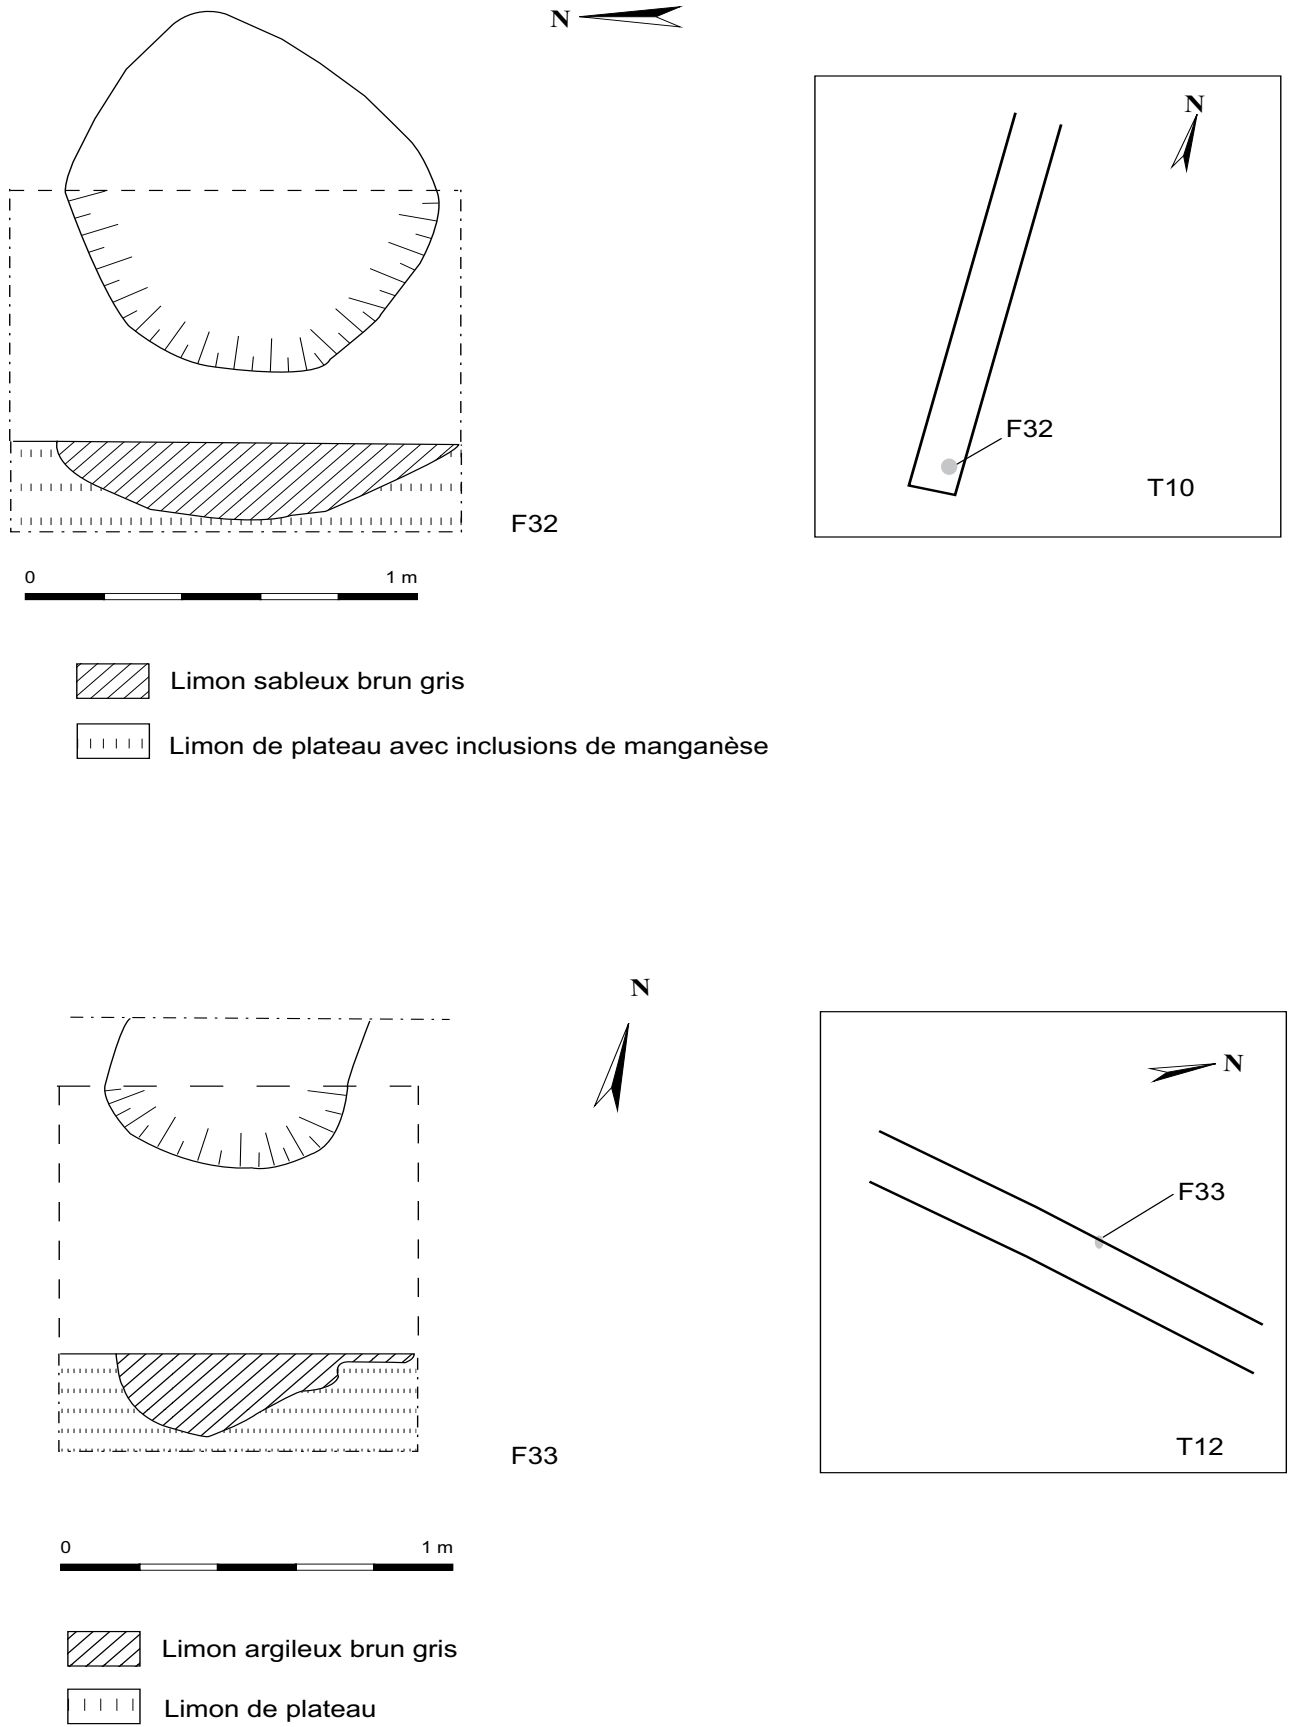 N
N
F32
T10
F32
0 1 m
Limon sableux brun gris
Limon de plateau avec inclusions de manganèse
N
N
F33
T12
F33
0 1 m
Limon argileux brun gris
Limon de plateau